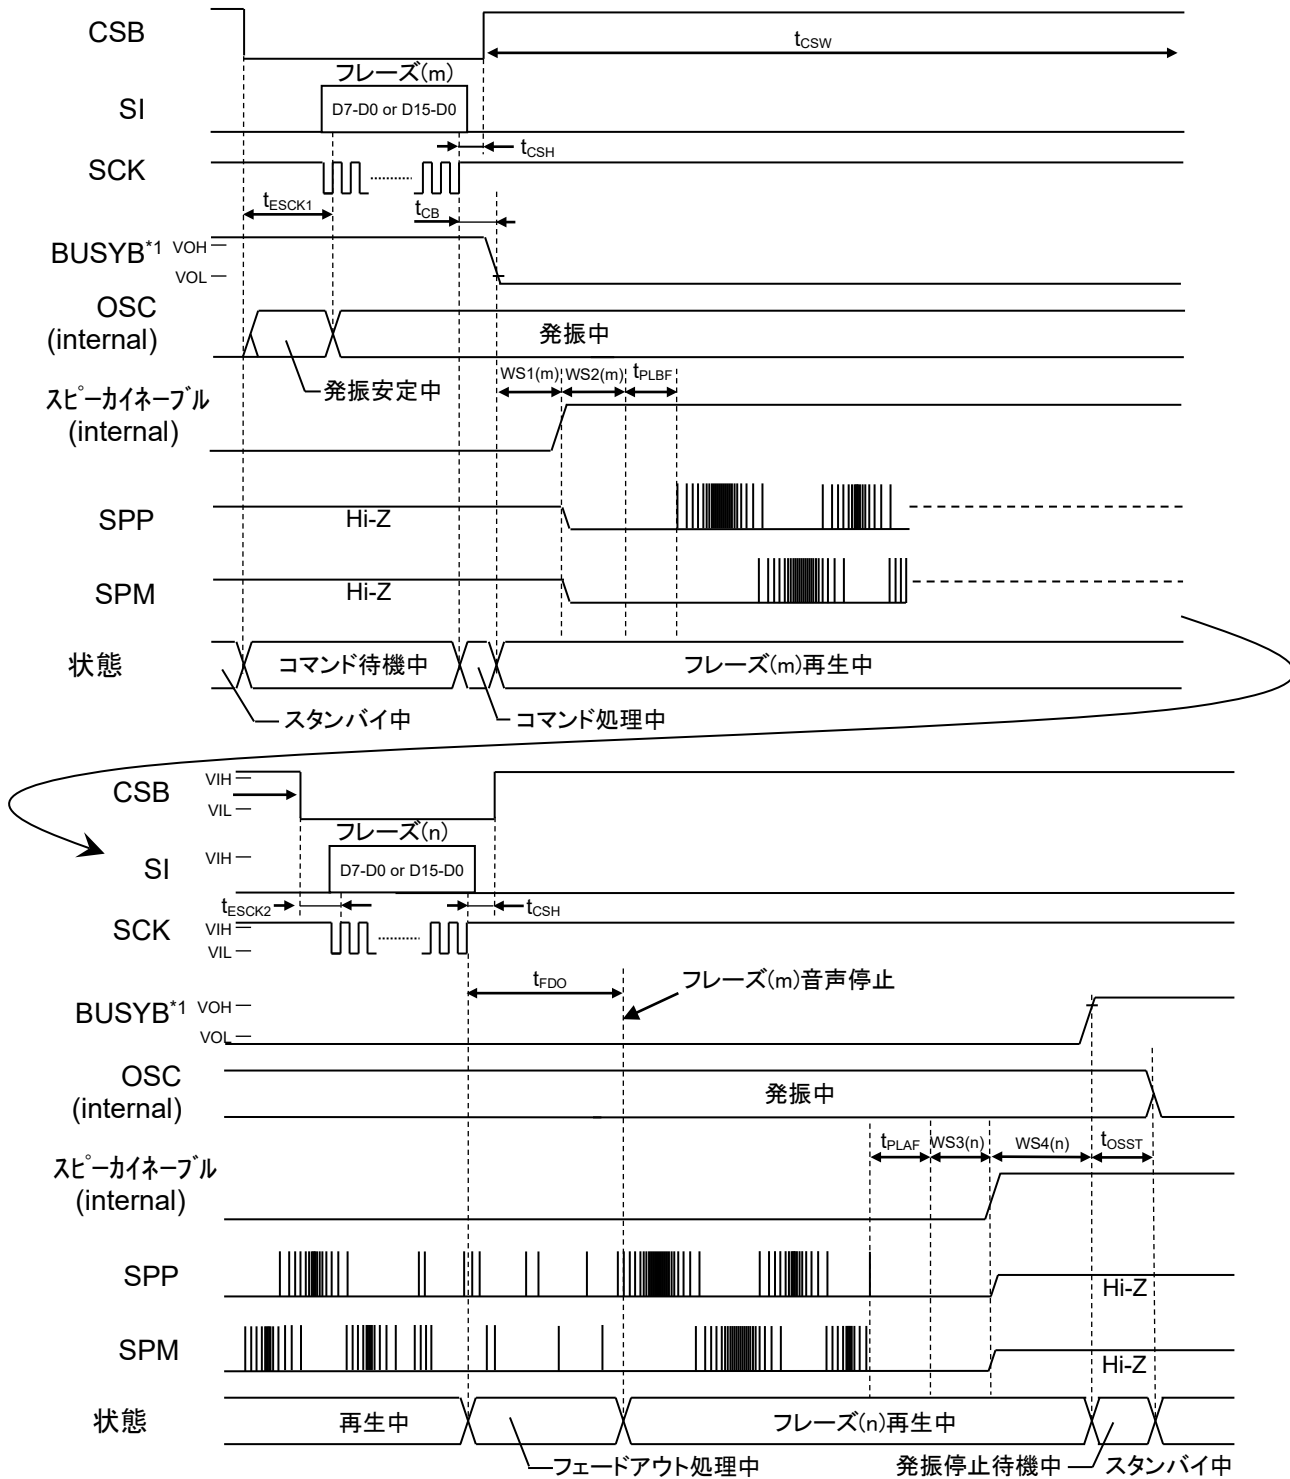 CSB
tCSW
フレーズ(m)
SI
D7-D0 or D15-D0
tCSH
SCK
tESCK1
tCB
BUSYB*1
VOH
VOL
OSC
(internal)
発振中
発振安定中
WS1(m)
WS2(m)
tPLBF
スピーカイネーブル
(internal)
SPP
Hi-Z
SPM
Hi-Z
状態
コマンド待機中
フレーズ(m)再生中
スタンバイ中
コマンド処理中
CSB
VIH
VIL
フレーズ(n)
SI
VIH
D7-D0 or D15-D0
tESCK2
tCSH
SCK
VIH
VIL
tFDO
フレーズ(m)音声停止
BUSYB*1
VOH
VOL
OSC
(internal)
発振中
tPLAF
WS3(n)
WS4(n)
tOSST
スピーカイネーブル
(internal)
SPP
Hi-Z
SPM
Hi-Z
状態
再生中
フレーズ(n)再生中
フェードアウト処理中
発振停止待機中
スタンバイ中